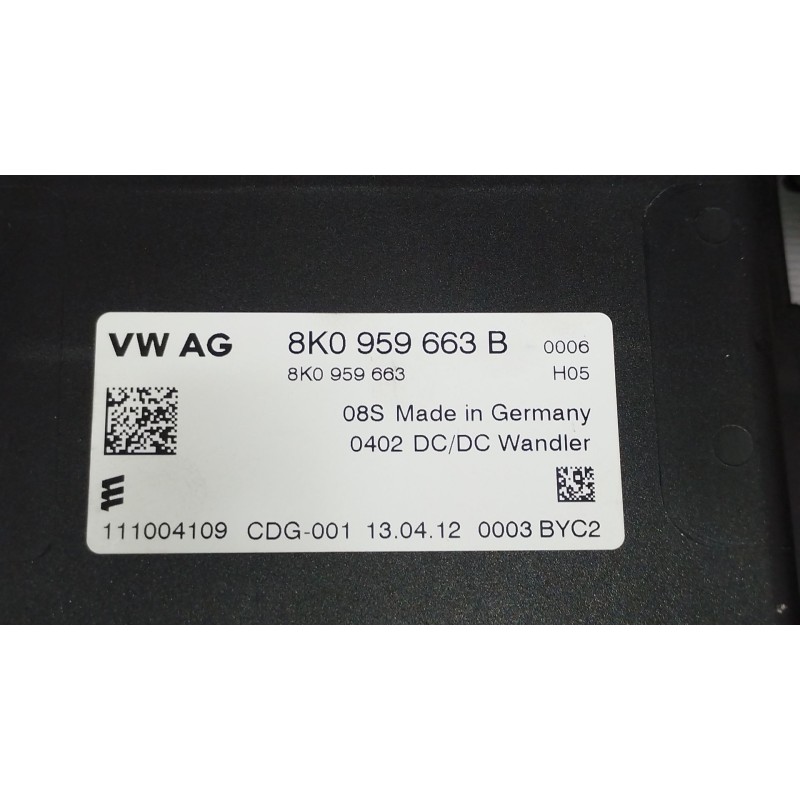 VW AG 8K0 959 663 B 0006
8K0 959 663 H05
08S Made in Germany
0402 DC/DC Wandler
111004109 CDG-001 13.04.12 0003 BYC2